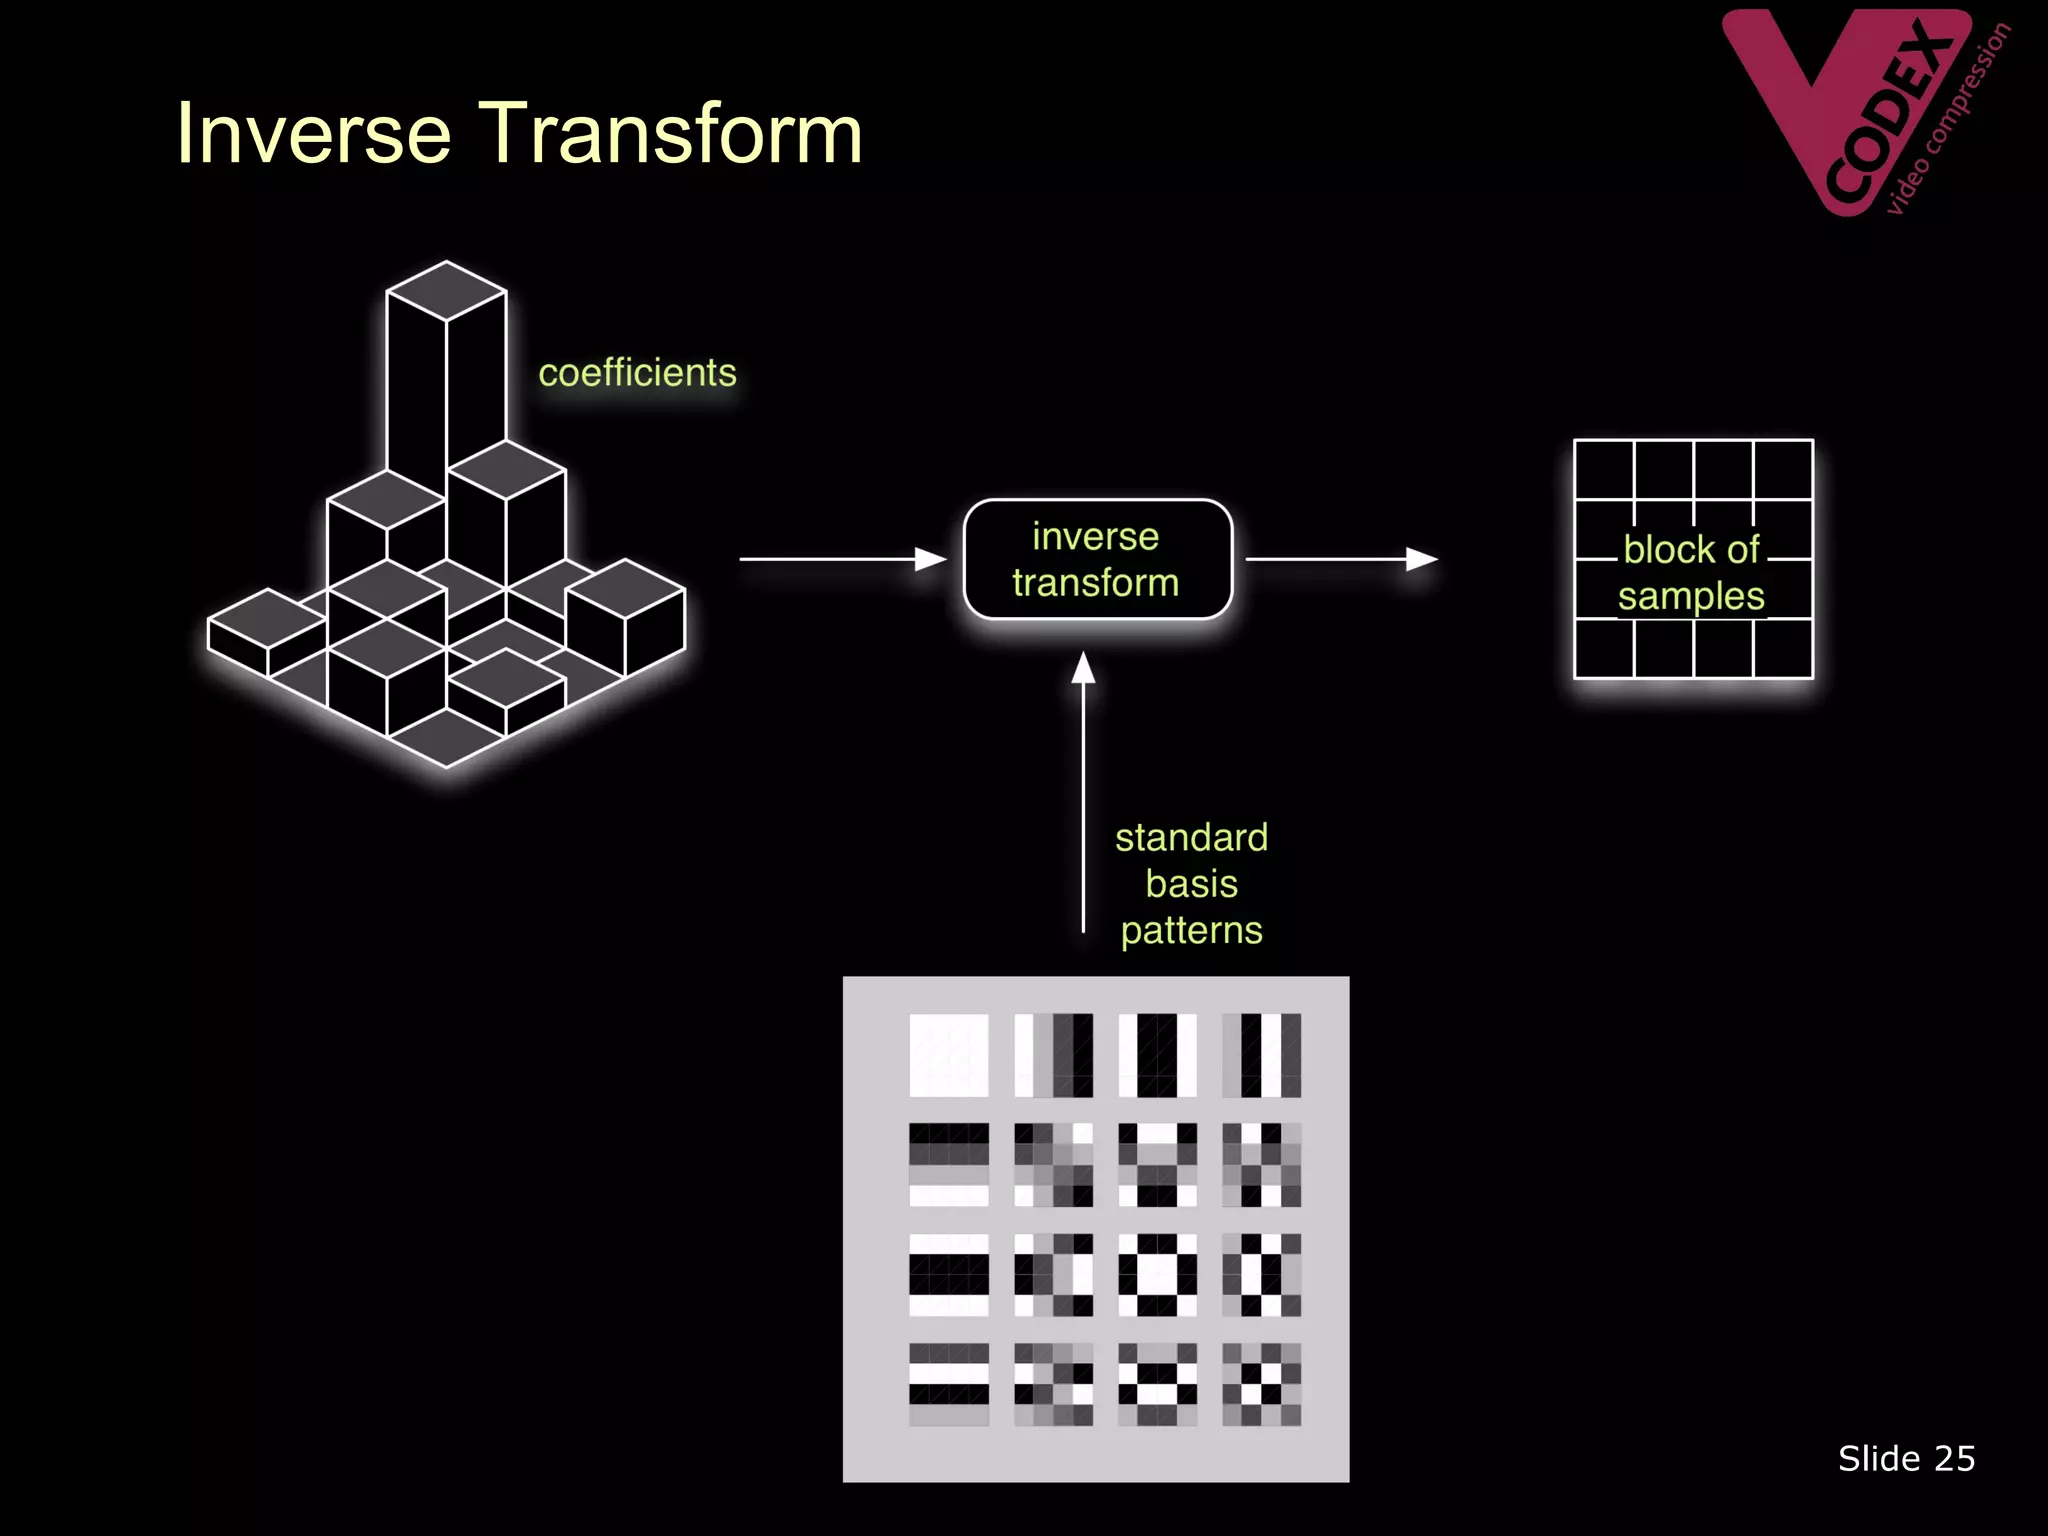 Inverse Transform
CODEX
video compression
coefficients
inverse
transform
block of
samples
standard
basis
patterns
Slide 25